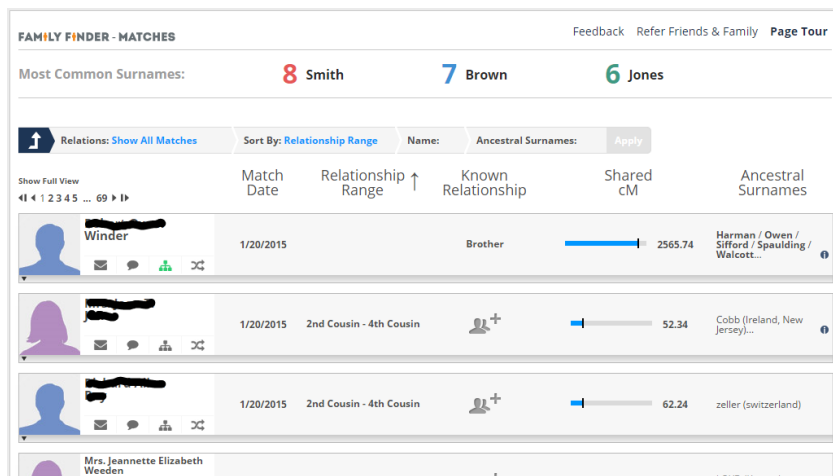 FAMILY FINDER - MATCHES
Feedback Refer Friends & Family Page Tour
Most Common Surnames: 8 Smith 7 Brown 6 Jones
Relations: Show All Matches Sort By: Relationship Range Name: Ancestral Surnames: Apply
Show Full View
1 2 3 4 5 ... 69
Match Date
Relationship Range ↑
Known Relationship
Shared cM
Ancestral Surnames
Winder
1/20/2015
Brother
2565.74
Harman / Owen /
Sifford / Spaulding /
Walcott...
1/20/2015
2nd Cousin - 4th Cousin
52.34
Cobb (Ireland, New
Jersey)...
1/20/2015
2nd Cousin - 4th Cousin
62.24
zeller (switzerland)
Mrs. Jeannette Elizabeth
Weeden